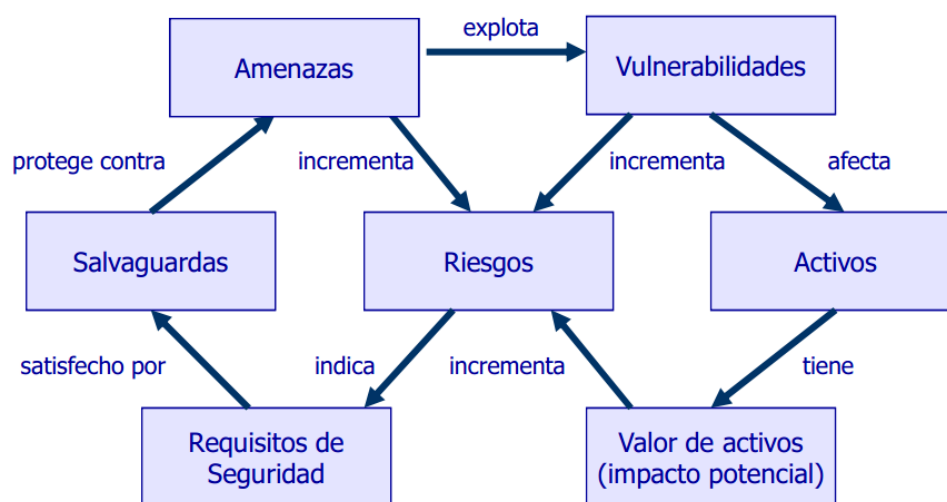 explota
Amenazas
Vulnerabilidades
protege contra
incrementa
incrementa
afecta
Salvaguardas
Riesgos
Activos
satisfecho por
indica
incrementa
tiene
Requisitos de
Seguridad
Valor de activos
(impacto potencial)